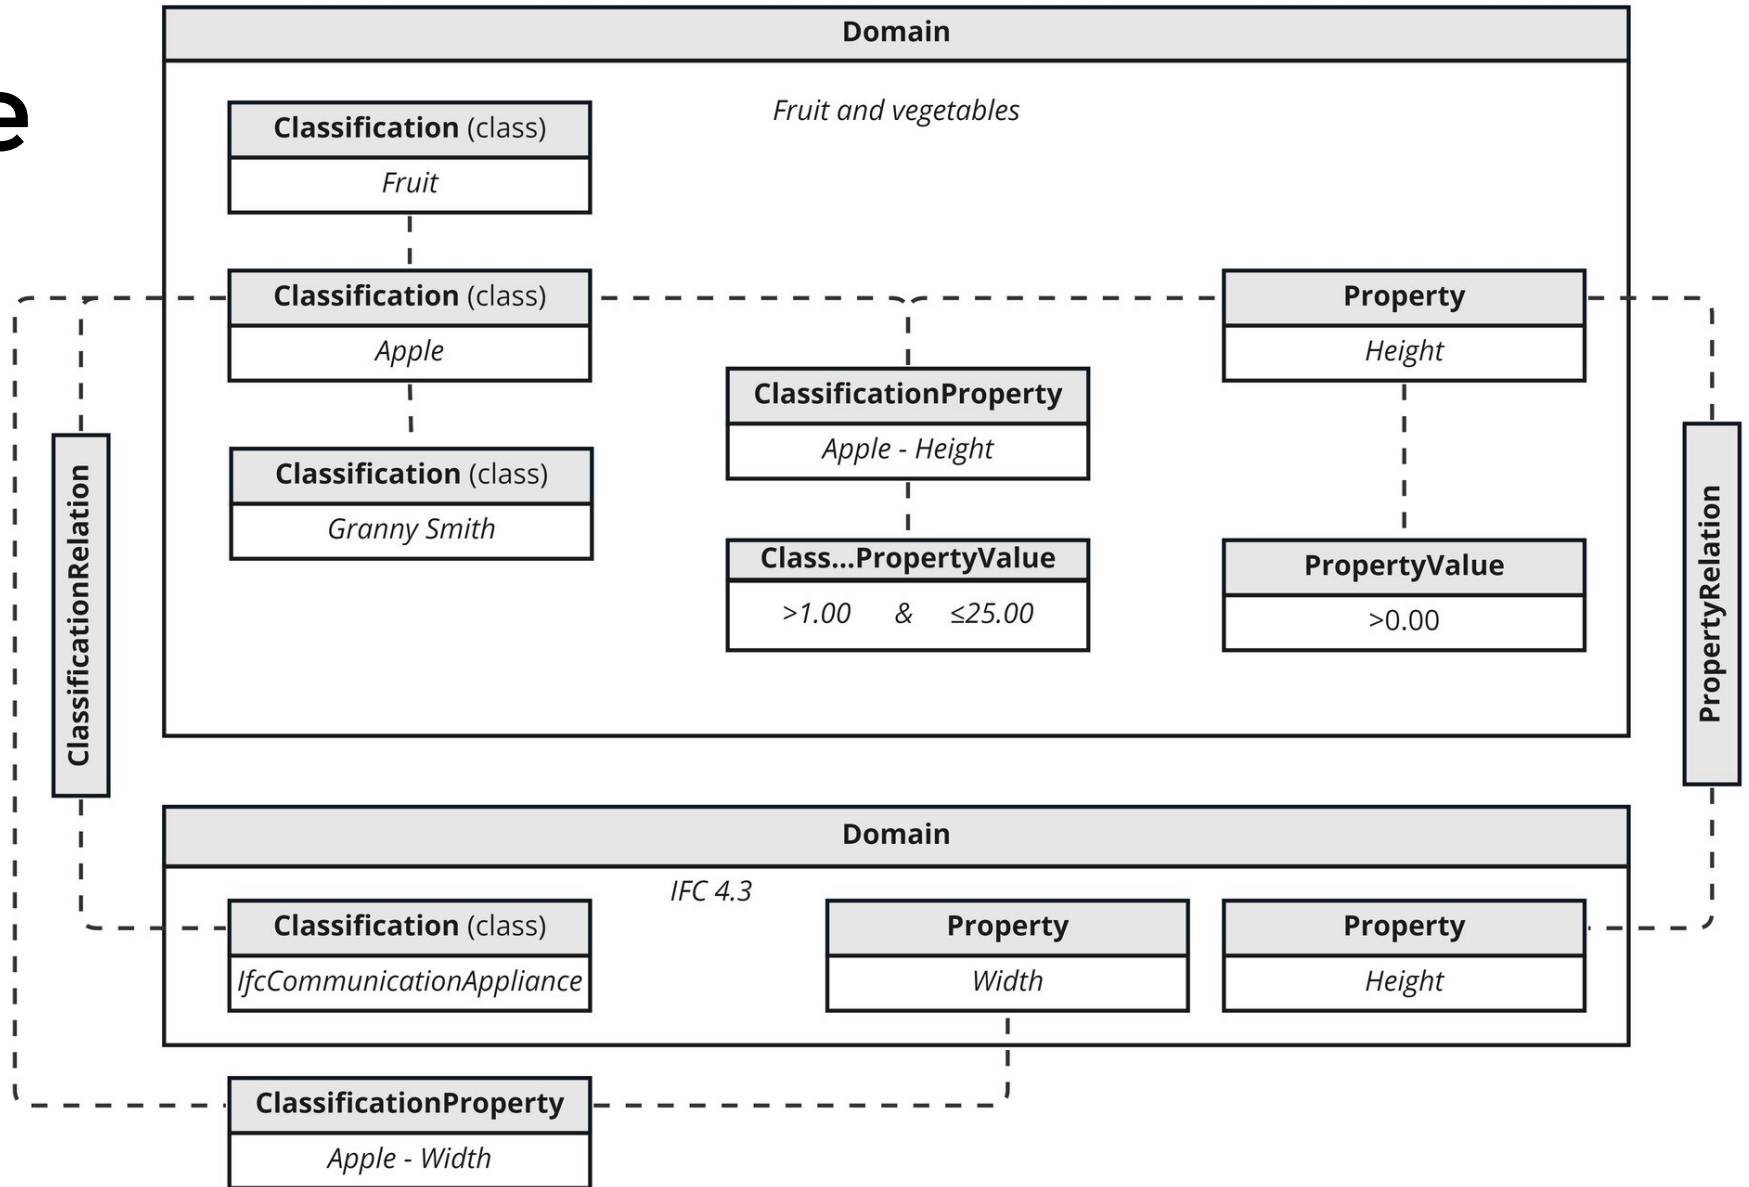 e
Domain
Fruit and vegetables
Classification (class)
Fruit
Classification (class)
Apple
Property
Height
ClassificationProperty
Apple - Height
Classification (class)
Granny Smith
Class...PropertyValue
>1.00 & ≤25.00
PropertyValue
>0.00
ClassificationRelation
PropertyRelation
Domain
IFC 4.3
Classification (class)
IfcCommunicationAppliance
Property
Width
Property
Height
ClassificationProperty
Apple - Width